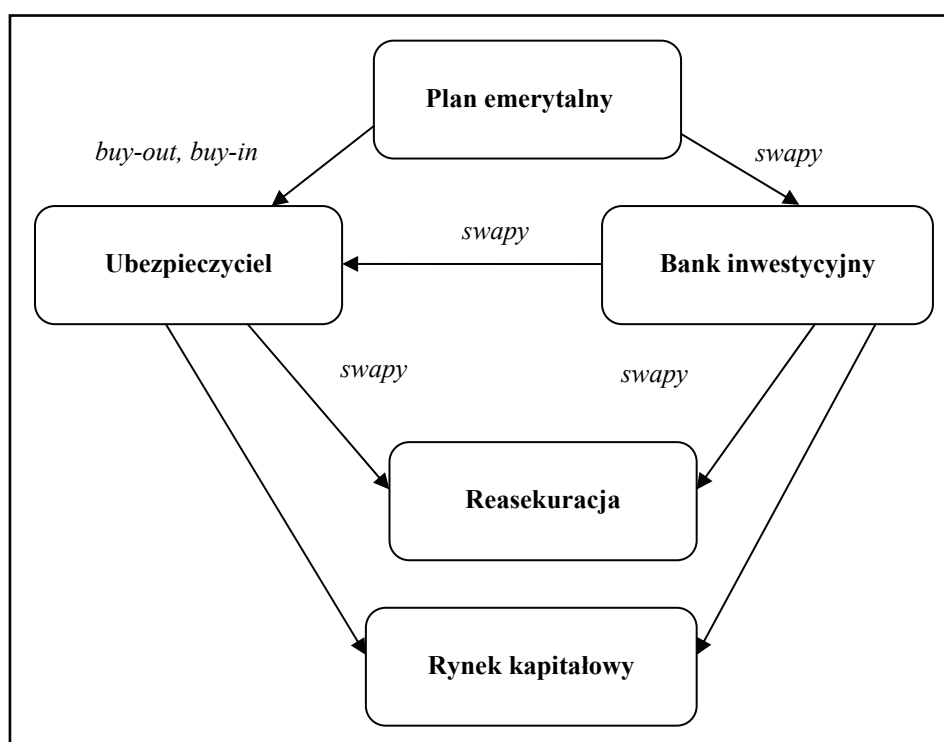 Plan emerytalny
buy-out, buy-in
swapy
swapy
Ubezpieczyciel
Bank inwestycyjny
swapy
swapy
Reasekuracja
Rynek kapitałowy